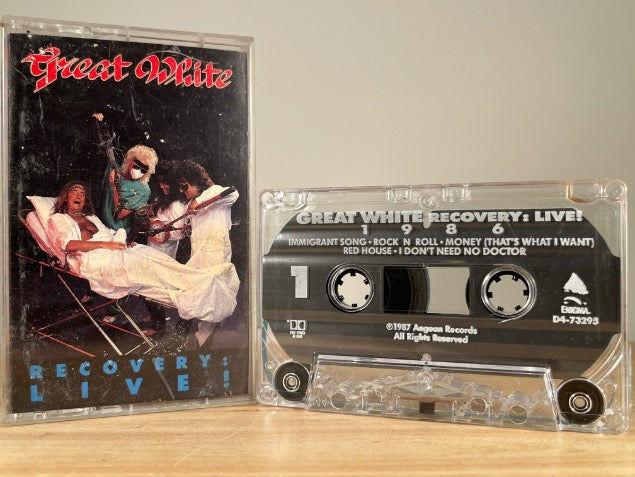 Great White
RECOVERY:
LIVE!
GREAT WHITE RECOVERY: LIVE!
1986
IMMIGRANT SONG • ROCK N ROLL • MONEY (THAT'S WHAT I WANT)
RED HOUSE • I DON'T NEED NO DOCTOR
1
ENIGMA
D4-73295
©1987 Aegean Records
All Rights Reserved